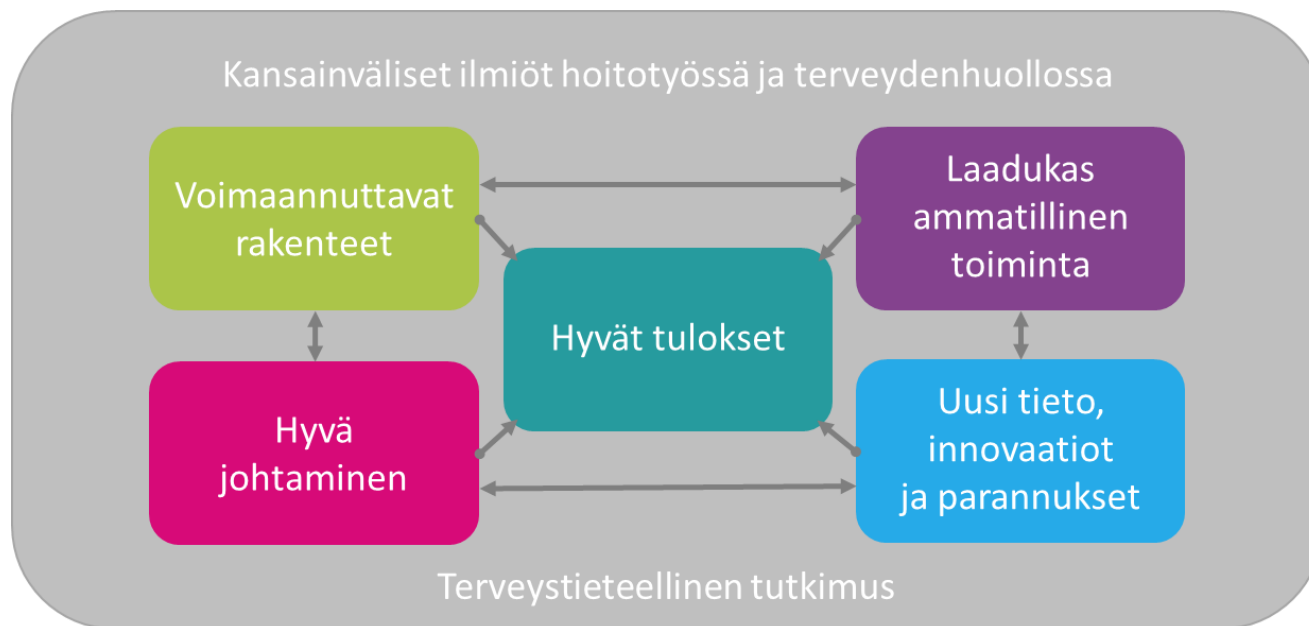 Kansainväliset ilmiöt hoitotyössä ja terveydenhuollossa
Voimaannuttavat
rakenteet
Laadukas
ammatillinen
toiminta
Hyvät tulokset
Hyvä
johtaminen
Uusi tieto,
innovaatiot
ja parannukset
Terveystieteellinen tutkimus